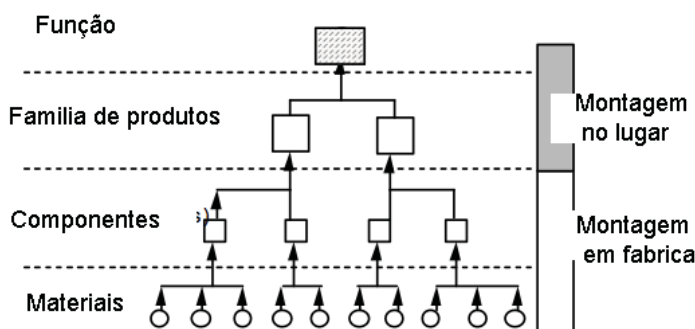 Função
Familia de produtos
Montagem
no lugar
Componentes
s)
Montagem
em fabrica
Materiais